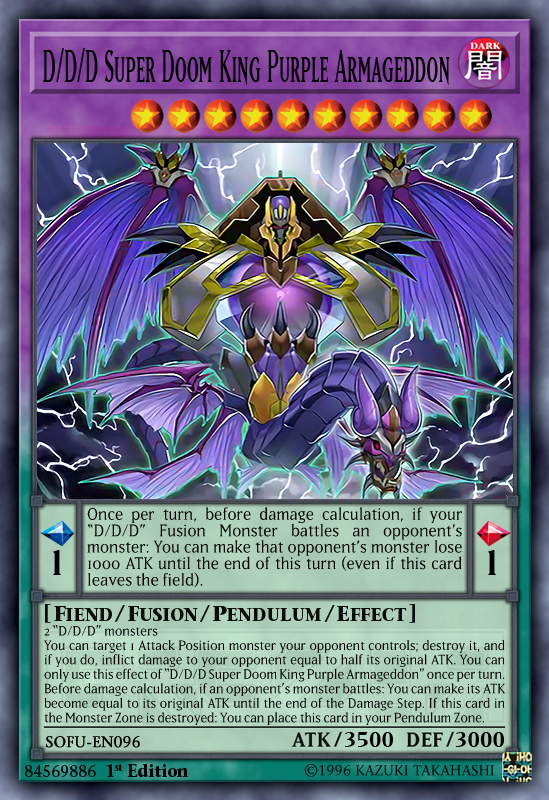 D/D/D Super Doom King Purple Armageddon
DARK
闇
Once per turn, before damage calculation, if your
"D/D/D" Fusion Monster battles an opponent's
monster: You can make that opponent's monster lose
1000 ATK until the end of this turn (even if this card
leaves the field).
1
1
[FIEND/FUSION/PENDULUM/EFFECT]
2 "D/D/D" monsters
You can target 1 Attack Position monster your opponent controls; destroy it, and
if you do, inflict damage to your opponent equal to half its original ATK. You can
only use this effect of "D/D/D Super Doom King Purple Armageddon" once per turn.
Before damage calculation, if an opponent's monster battles: You can make its ATK
become equal to its original ATK until the end of the Damage Step. If this card in
the Monster Zone is destroyed: You can place this card in your Pendulum Zone.
SOFU-EN096 ATK/3500 DEF/3000
84569886 1st Edition ©1996 KAZUKI TAKAHASHI